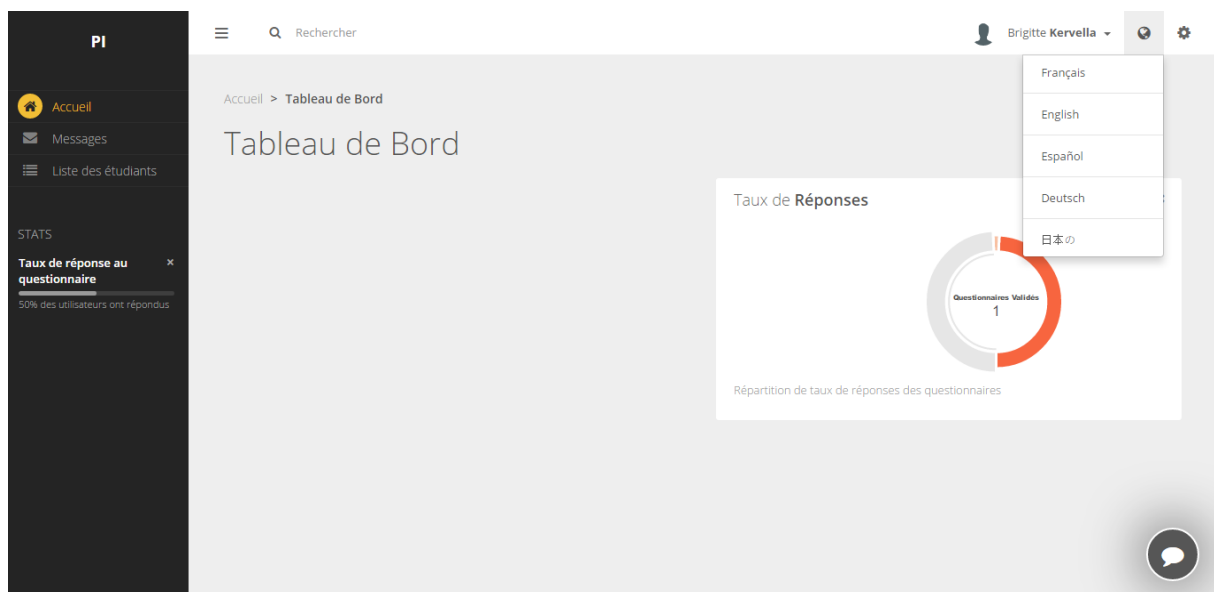 PI
Rechercher
Brigitte Kervella
Accueil
Messages
Liste des étudiants
STATS
Taux de réponse au
questionnaire
×
50% des utilisateurs ont répondus
Accueil > Tableau de Bord
Tableau de Bord
Français
English
Español
Deutsch
日本の
Taux de Réponses
Questionnaires Validés
1
Répartition de taux de réponses des questionnaires